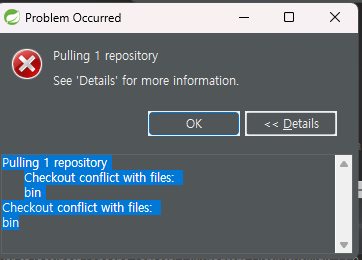 Problem Occurred
Pulling 1 repository
See 'Details' for more information.
OK
<< Details
Pulling 1 repository
Checkout conflict with files:
bin
Checkout conflict with files:
bin